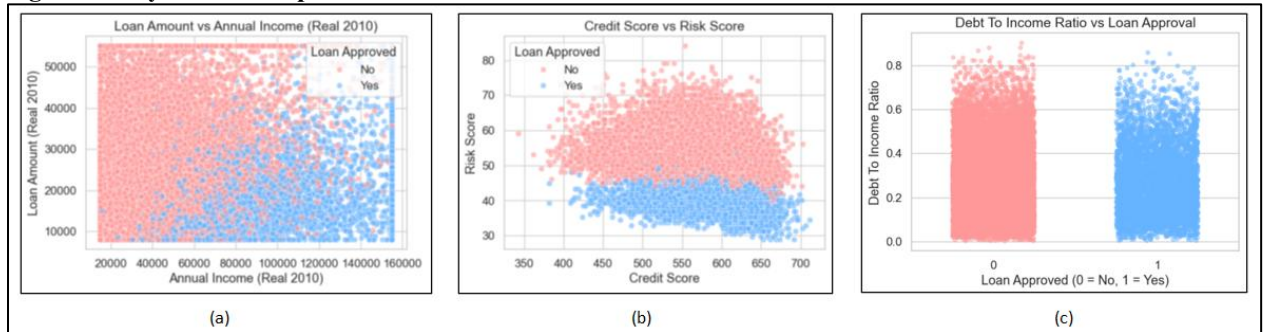 Loan Amount vs Annual Income (Real 2010)
Loan Approved
No
Yes
50000
40000
30000
20000
10000
Loan Amount (Real 2010)
20000 40000 60000 80000 100000 120000 140000 160000
Annual Income (Real 2010)
(a)
Credit Score vs Risk Score
Loan Approved
No
Yes
80
70
60
50
40
30
Risk Score
350 400 450 500 550 600 650 700
Credit Score
(b)
Debt To Income Ratio vs Loan Approval
0.8
0.6
0.4
0.2
0.0
Debt To Income Ratio
0 1
Loan Approved (0 = No, 1 = Yes)
(c)